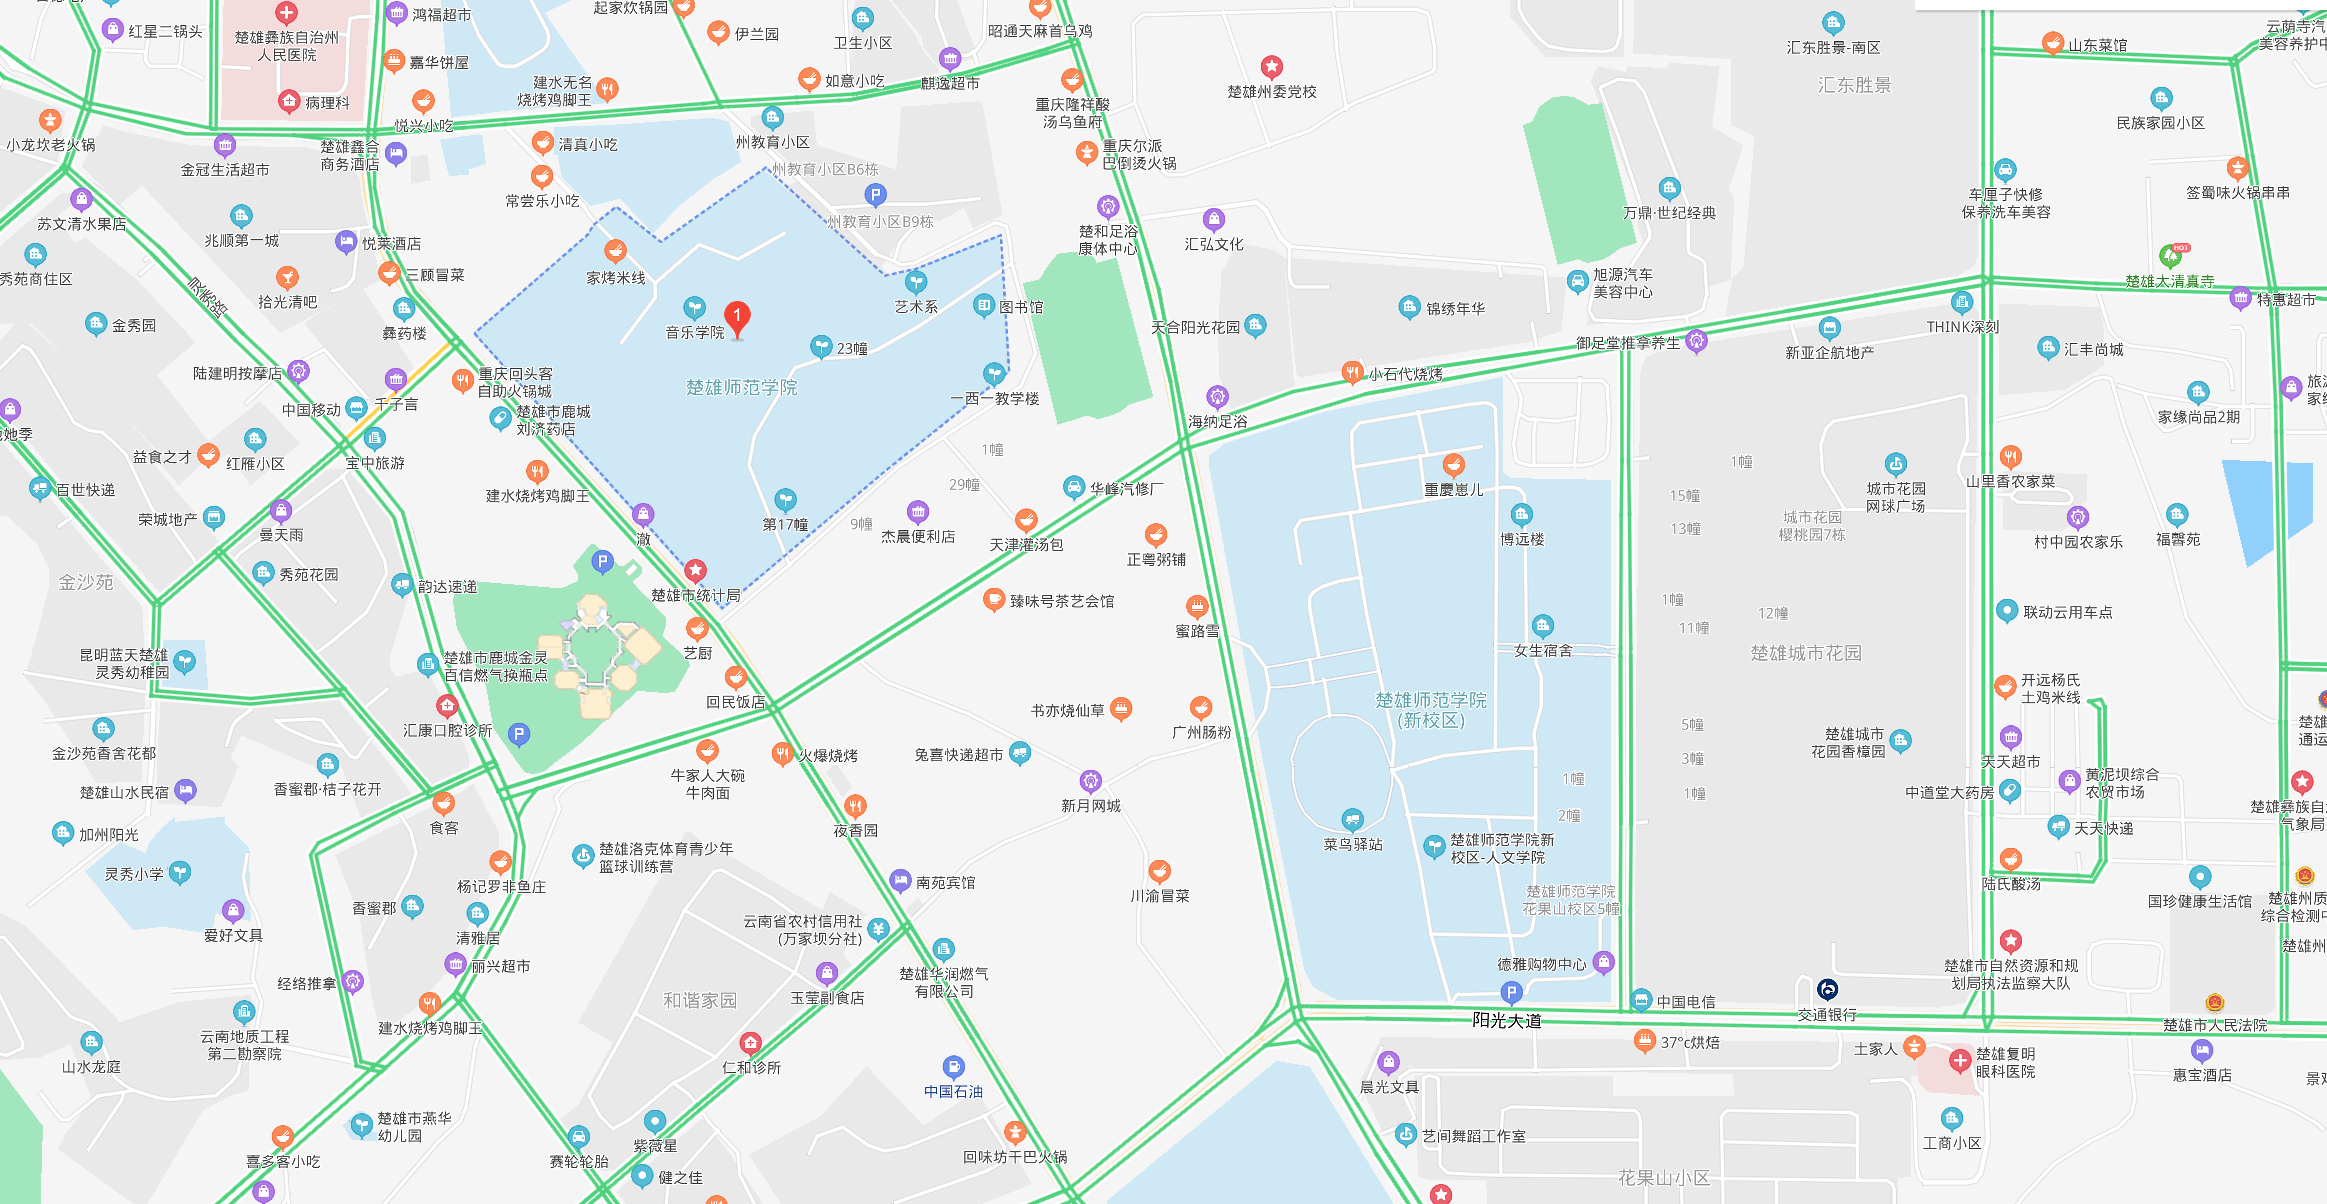 红星二锅头
楚雄彝族自治州
人民医院
病理科
鸿福超市
嘉华饼屋
悦兴小吃
起家炊锅园
伊兰园
卫生小区
昭通天麻首乌鸡
建水无名
烧烤鸡脚王
如意小吃
麒逸超市
重庆隆祥酸
汤乌鱼府
楚雄州委党校
汇东胜景-南区
汇东胜景
山东菜馆
云荫寺汽
美容养护中
民族家园小区
小龙坎老火锅
金冠生活超市
楚雄鑫合
商务酒店
清真小吃
州教育小区
州教育小区B6栋
重庆尔派
巴倒烫火锅
常尝乐小吃
州教育小区B9栋
万鼎·世纪经典
车厘子快修
保养洗车美容
签蜀味火锅串串
苏文清水果店
兆顺第一城
悦莱酒店
楚和足浴
康体中心
汇弘文化
秀苑商住区
拾光清吧
三顾冒菜
家烤米线
艺术系
图书馆
旭源汽车
美容中心
HOT
楚雄太清真寺
特惠超市
灵秀路
金秀园
彝药楼
音乐学院
1
23幢
天合阳光花园
锦绣年华
御足堂推拿养生
新亚企航地产
THINK深刻
汇丰尚城
陆建明按摩店
中国移动
千子言
重庆回头客
自助火锅城
楚雄师范学院
一西一教学楼
小石代烧烤
海纳足浴
家缘尚品2期
旅游
家缘
楚雄市鹿城
刘济药店
益食之才
红雁小区
宝中旅游
建水烧烤鸡脚王
1幢
29幢
9幢
华峰汽修厂
重慶崽儿
1幢
15幢
13幢
城市花园
网球广场
城市花园
樱桃园7栋
山里香农家菜
村中园农家乐
福馨苑
百世快递
荣城地产
曼天雨
澈
第17幢
杰晨便利店
天津灌汤包
正粤粥铺
博远楼
金沙苑
秀苑花园
韵达速递
楚雄市统计局
臻味号茶艺会馆
蜜路雪
1幢
12幢
11幢
联动云用车点
昆明蓝天楚雄
灵秀幼稚园
楚雄市鹿城金灵
百信燃气换瓶点
艺厨
女生宿舍
楚雄城市花园
回民饭店
汇康口腔诊所
书亦烧仙草
广州肠粉
楚雄师范学院
(新校区)
开远杨氏
土鸡米线
5幢
3幢
1幢
楚雄城市
花园香樟园
天天超市
金沙苑香舍花都
香蜜郡·桔子花开
楚雄山水民宿
牛家人大碗
牛肉面
火爆烧烤
兔喜快递超市
新月网城
1幢
2幢
黄泥坝综合
农贸市场
中道堂大药房
天天快递
加州阳光
食客
夜香园
菜鸟驿站
楚雄师范学院新
校区-人文学院
灵秀小学
楚雄洛克体育青少年
篮球训练营
杨记罗非鱼庄
南苑宾馆
川渝冒菜
楚雄师范学院
花果山校区5幢
陆氏酸汤
国珍健康生活馆
气象局
爱好文具
香蜜郡
清雅居
云南省农村信用社
(万家坝分社)
楚雄华润燃气
有限公司
经络推拿
丽兴超市
玉莹副食店
和谐家园
德雅购物中心
楚雄市自然资源和规
划局执法监察大队
建水烧烤鸡脚王
云南地质工程
第二勘察院
山水龙庭
仁和诊所
中国石油
阳光大道
中国电信
交通银行
楚雄市人民法院
37°c烘焙
土家人
楚雄复明
眼科医院
惠宝酒店
晨光文具
楚雄市燕华
幼儿园
喜多客小吃
赛轮轮胎
紫薇星
健之佳
回味坊干巴火锅
艺间舞蹈工作室
花果山小区
工商小区